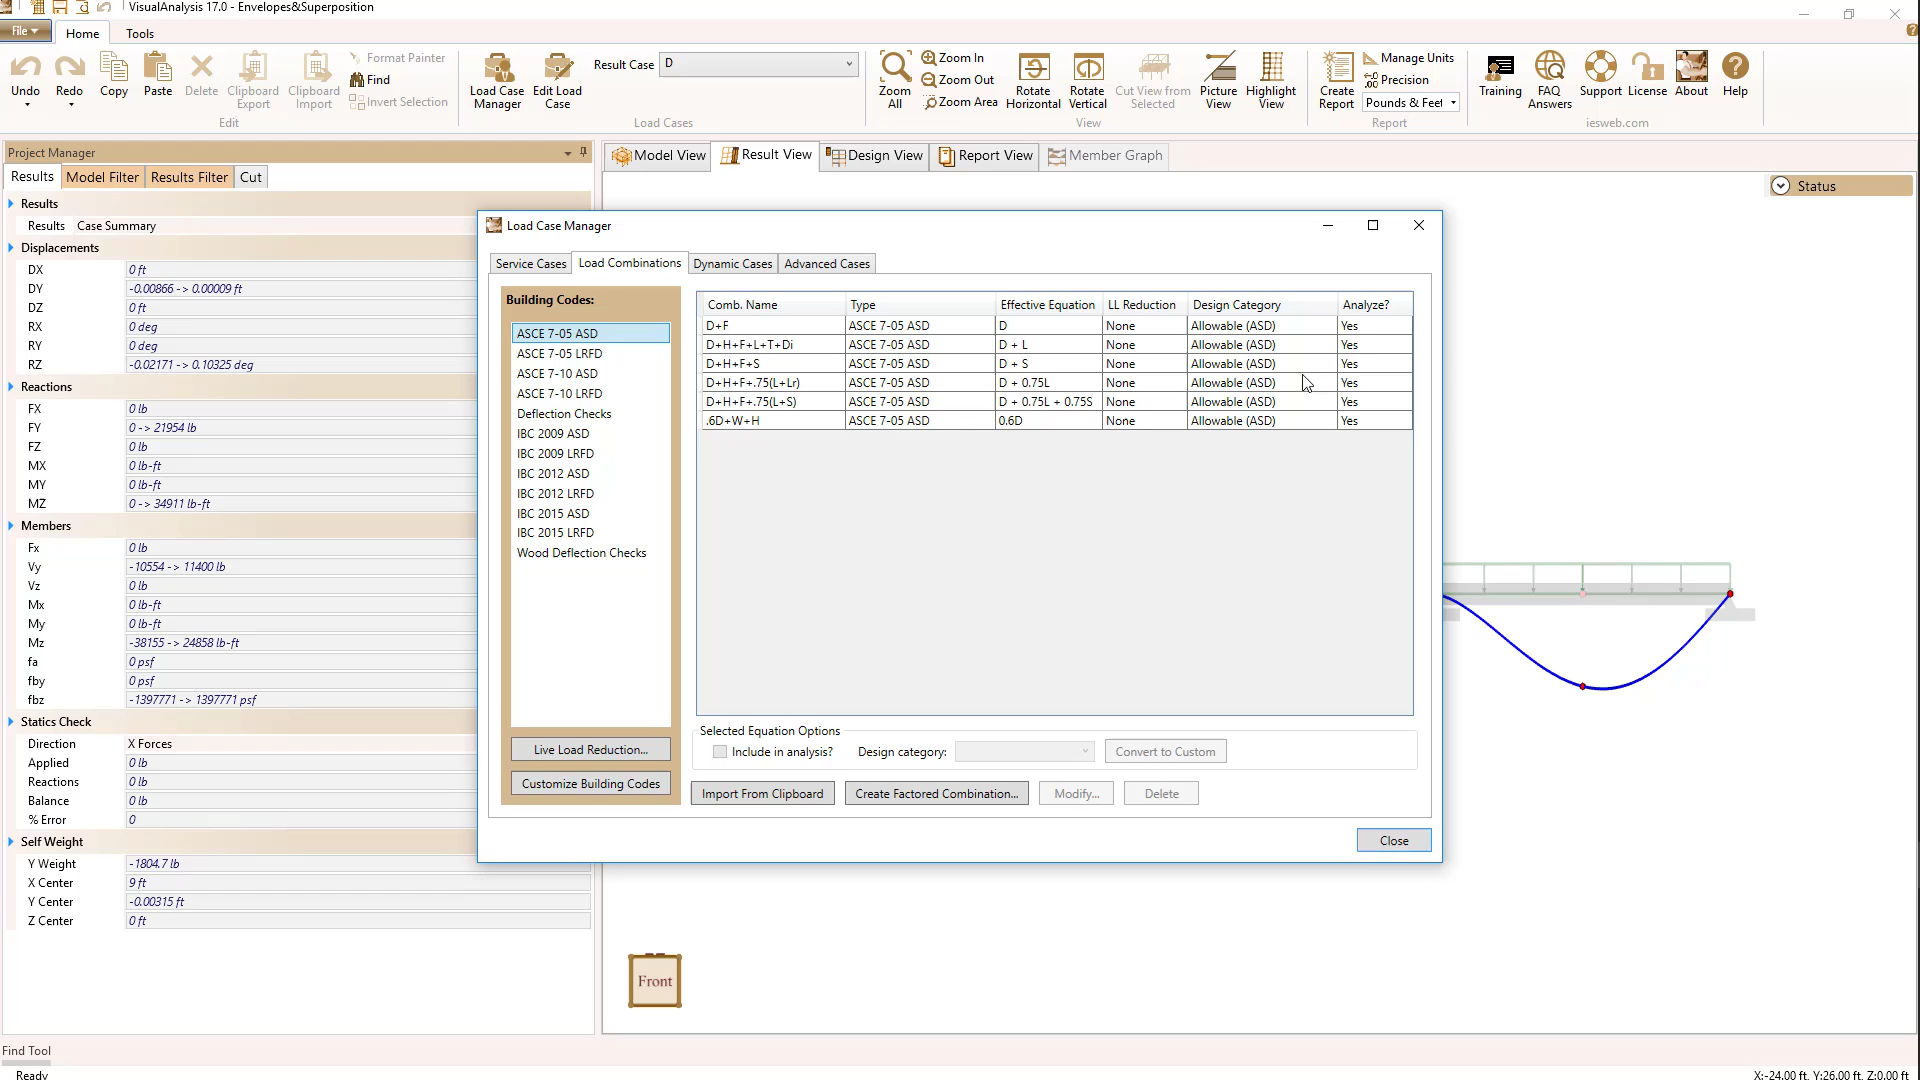 VisualAnalysis 17.0 - Envelopes&Superposition
File
Home
Tools
Undo
Redo
Copy
Paste
Delete
Clipboard Export
Clipboard Import
Format Painter
Find
Invert Selection
Edit
Load Case Manager
Edit Load Case
Result Case
D
Load Cases
Zoom All
Zoom In
Zoom Out
Zoom Area
Rotate Horizontal
Rotate Vertical
Cut View from Selected
Picture View
Highlight View
View
Create Report
Manage Units
Precision
Pounds & Feet
Report
Training
FAQ Answers
Support
License
About
Help
iesweb.com
Project Manager
Results
Model Filter
Results Filter
Cut
Results
Results Case Summary
Displacements
DX 0 ft
DY -0.00866 -> 0.00009 ft
DZ 0 ft
RX 0 deg
RY 0 deg
RZ -0.02171 -> 0.10325 deg
Reactions
FX 0 lb
FY 0 -> 21954 lb
FZ 0 lb
MX 0 lb-ft
MY 0 lb-ft
MZ 0 -> 34911 lb-ft
Members
Fx 0 lb
Vy -10554 -> 11400 lb
Vz 0 lb
Mx 0 lb-ft
My 0 lb-ft
Mz -38155 -> 24858 lb-ft
fa 0 psf
fby 0 psf
fbz -1397771 -> 1397771 psf
Statics Check
Direction X Forces
Applied 0 lb
Reactions 0 lb
Balance 0 lb
% Error 0
Self Weight
Y Weight -1804.7 lb
X Center 9 ft
Y Center -0.00315 ft
Z Center 0 ft
Find Tool
Ready
Model View
Result View
Design View
Report View
Member Graph
Status
Load Case Manager
Service Cases
Load Combinations
Dynamic Cases
Advanced Cases
Building Codes:
ASCE 7-05 ASD
ASCE 7-05 LRFD
ASCE 7-10 ASD
ASCE 7-10 LRFD
Deflection Checks
IBC 2009 ASD
IBC 2009 LRFD
IBC 2012 ASD
IBC 2012 LRFD
IBC 2015 ASD
IBC 2015 LRFD
Wood Deflection Checks
Live Load Reduction...
Customize Building Codes
Comb. Name Type Effective Equation LL Reduction Design Category Analyze?
D+F ASCE 7-05 ASD D None Allowable (ASD) Yes
D+H+F+L+T+Di ASCE 7-05 ASD D + L None Allowable (ASD) Yes
D+H+F+S ASCE 7-05 ASD D + S None Allowable (ASD) Yes
D+H+F+.75(L+Lr) ASCE 7-05 ASD D + 0.75L None Allowable (ASD) Yes
D+H+F+.75(L+S) ASCE 7-05 ASD D + 0.75L + 0.75S None Allowable (ASD) Yes
.6D+W+H ASCE 7-05 ASD 0.6D None Allowable (ASD) Yes
Selected Equation Options
Include in analysis?
Design category:
Convert to Custom
Import From Clipboard
Create Factored Combination...
Modify...
Delete
Close
Front
X:-24.00 ft, Y:26.00 ft, Z:0.00 ft